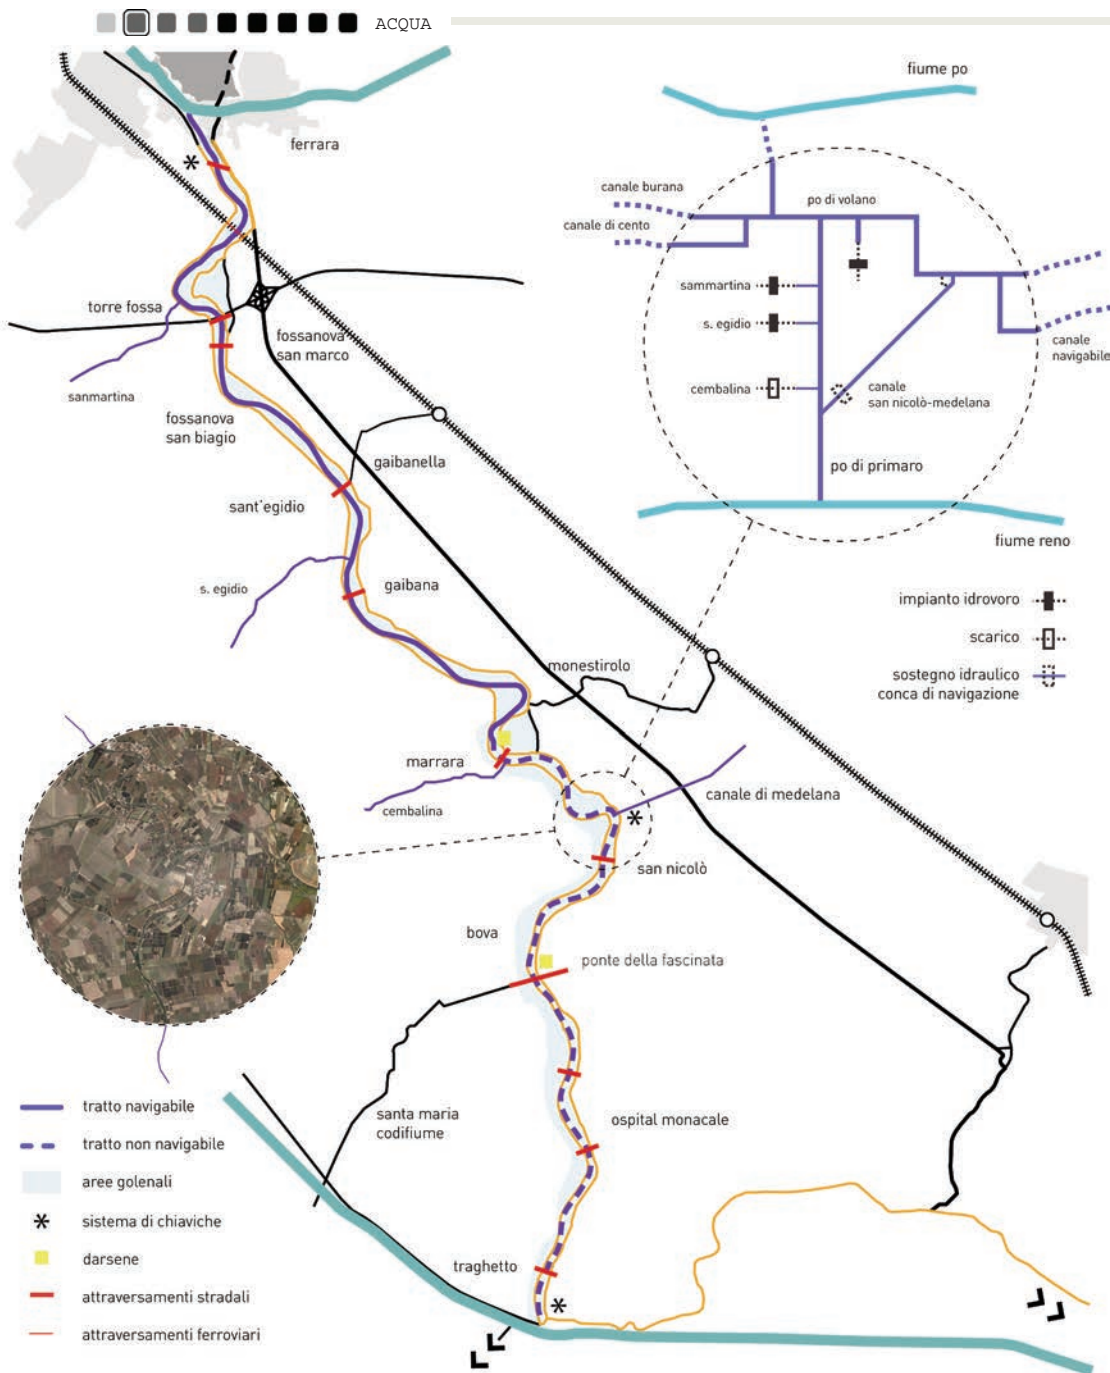 ACQUA
fiume po
ferrara
canale burana
po di volano
canale di cento
sammartina
torre fossa
s. egidio
fossanova
san marco
canale
navigabile
sanmartina
cembalina
canale
san nicolò-medelana
fossanova
san biagio
gaibanella
po di primaro
sant'egidio
fiume reno
s. egidio
gaibana
impianto idrovoro
scarico
monestirolo
sostegno idraulico
conca di navigazione
marrara
canale di medelana
cembalina
san nicolò
bova
ponte della fascinata
tratto navigabile
santa maria
codifiume
ospital monacale
tratto non navigabile
aree golenali
sistema di chiaviche
darsene
traghetto
attraversamenti stradali
attraversamenti ferroviari